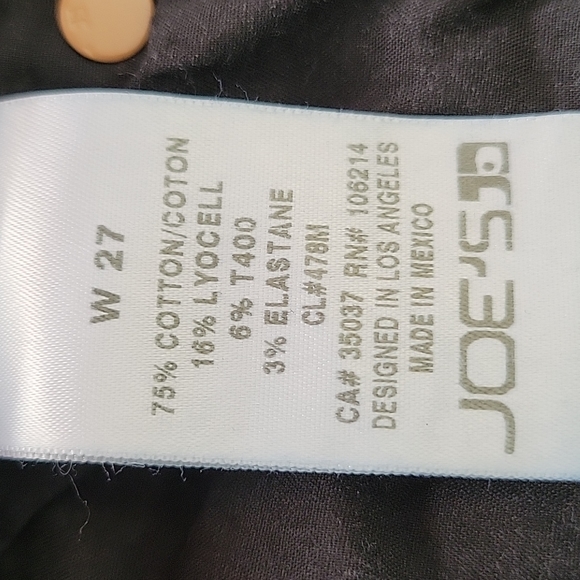 W 27
75% COTTON/COTON
16% LYOCELL
6% T400
3% ELASTANE
CL#478M
CA# 35037 RN# 106214
DESIGNED IN LOS ANGELES
MADE IN MEXICO
JOE'S